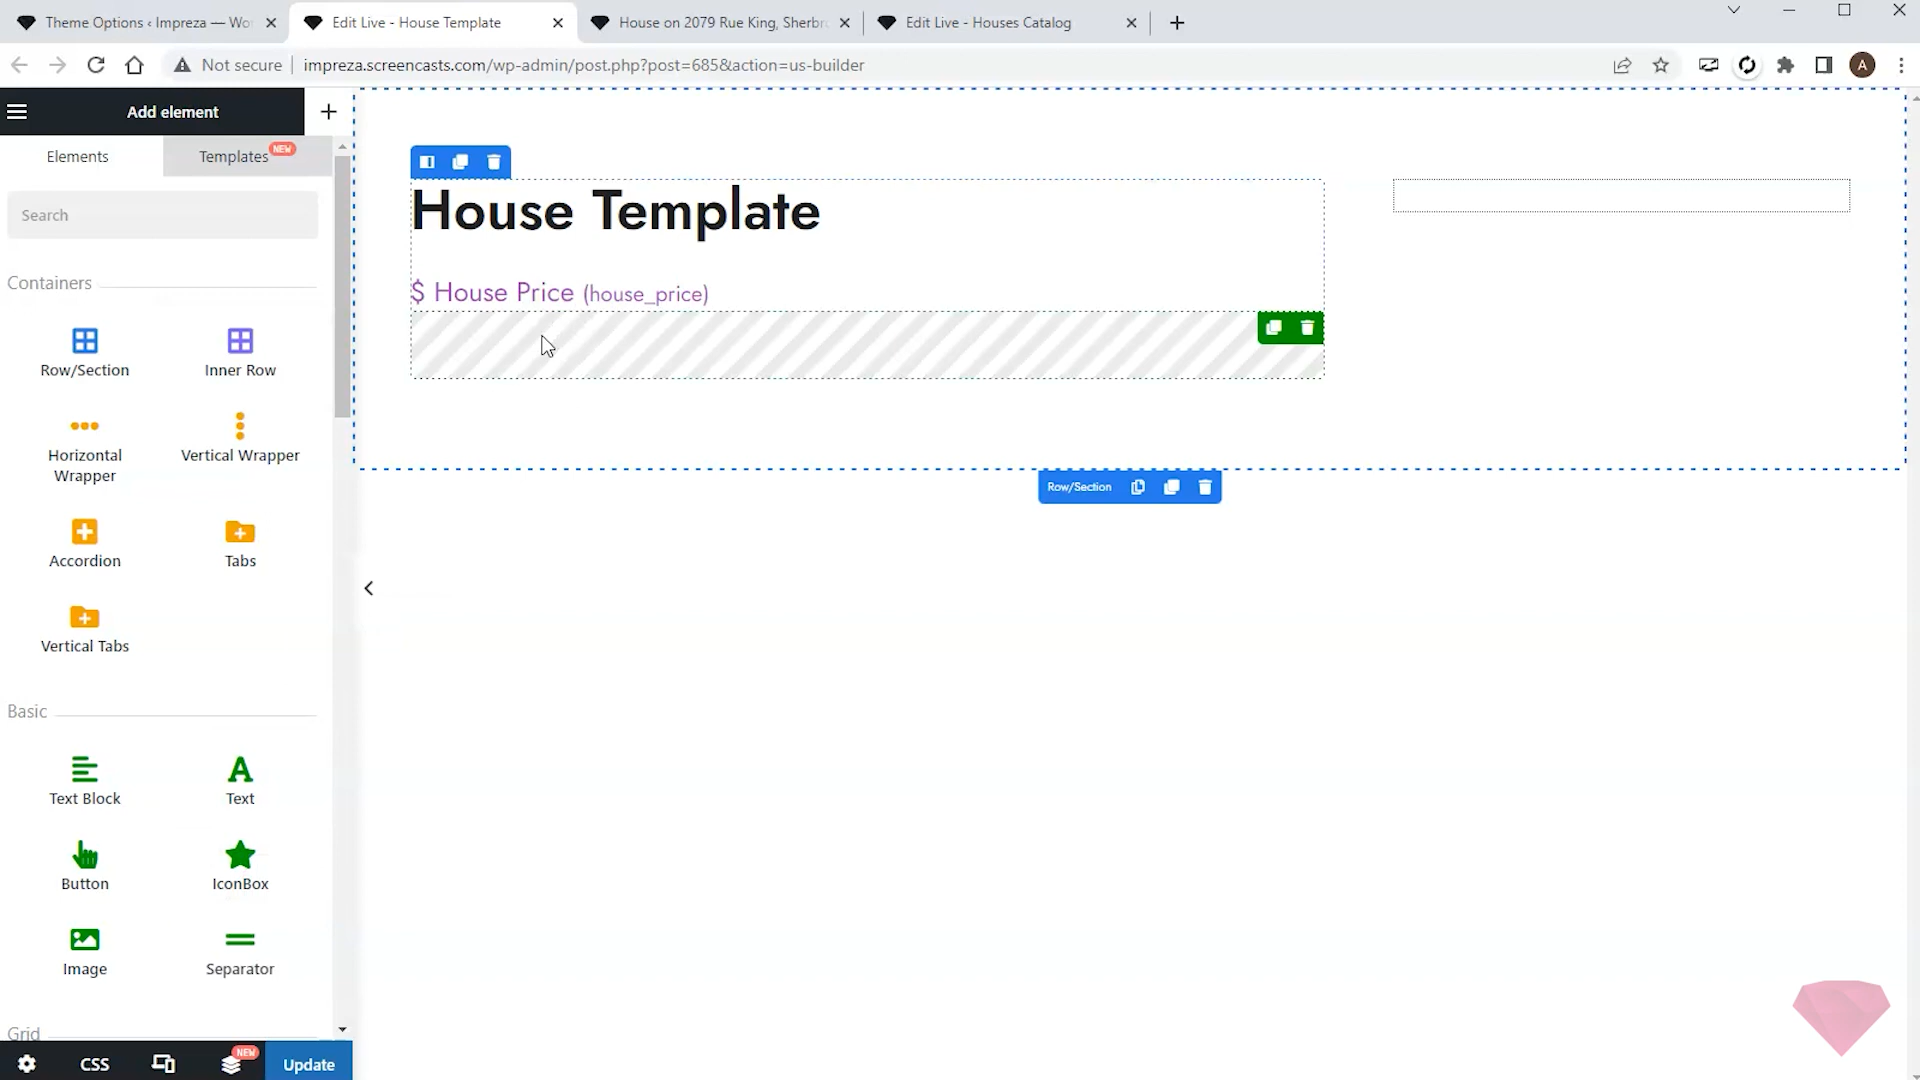 Theme Options ‹ Impreza — Wo
Edit Live - House Template
House on 2079 Rue King, Sherbr
Edit Live - Houses Catalog
Not secure
impreza.screencasts.com/wp-admin/post.php?post=685&action=us-builder
A
Add element
Elements
Templates
NEW
Search
Containers
Row/Section
Inner Row
Horizontal
Wrapper
Vertical Wrapper
Accordion
Tabs
Vertical Tabs
Basic
Text Block
Text
Button
IconBox
Image
Separator
Grid
CSS
NEW
Update
House Template
$ House Price (house_price)
Row/Section